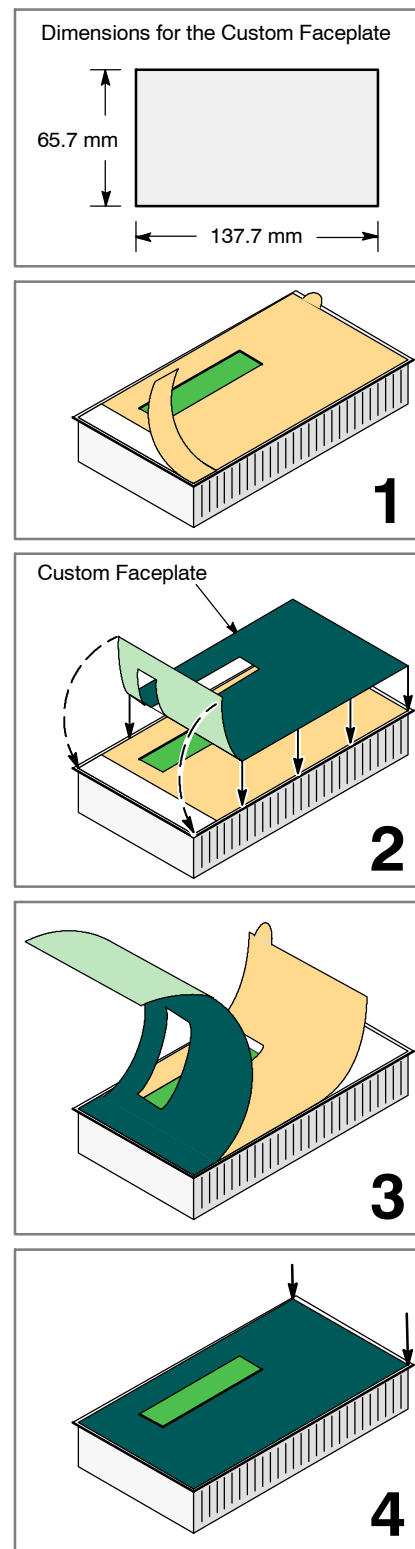 Dimensions for the Custom Faceplate
65.7 mm
137.7 mm
1
Custom Faceplate
2
3
4